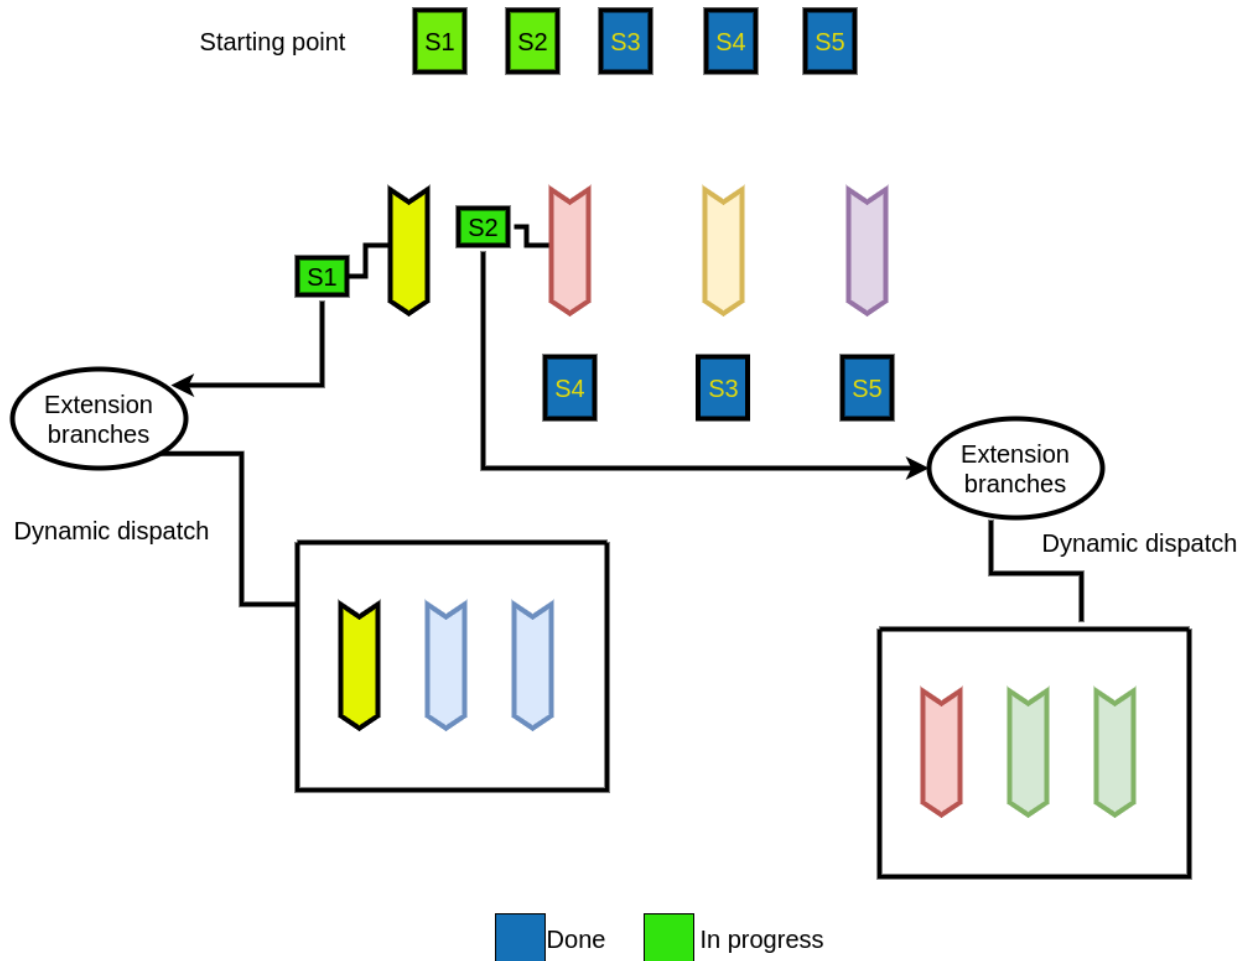 Starting point
S1
S2
S3
S4
S5
S2
S1
S4
S3
S5
Extension
branches
Extension
branches
Dynamic dispatch
Dynamic dispatch
Done
In progress